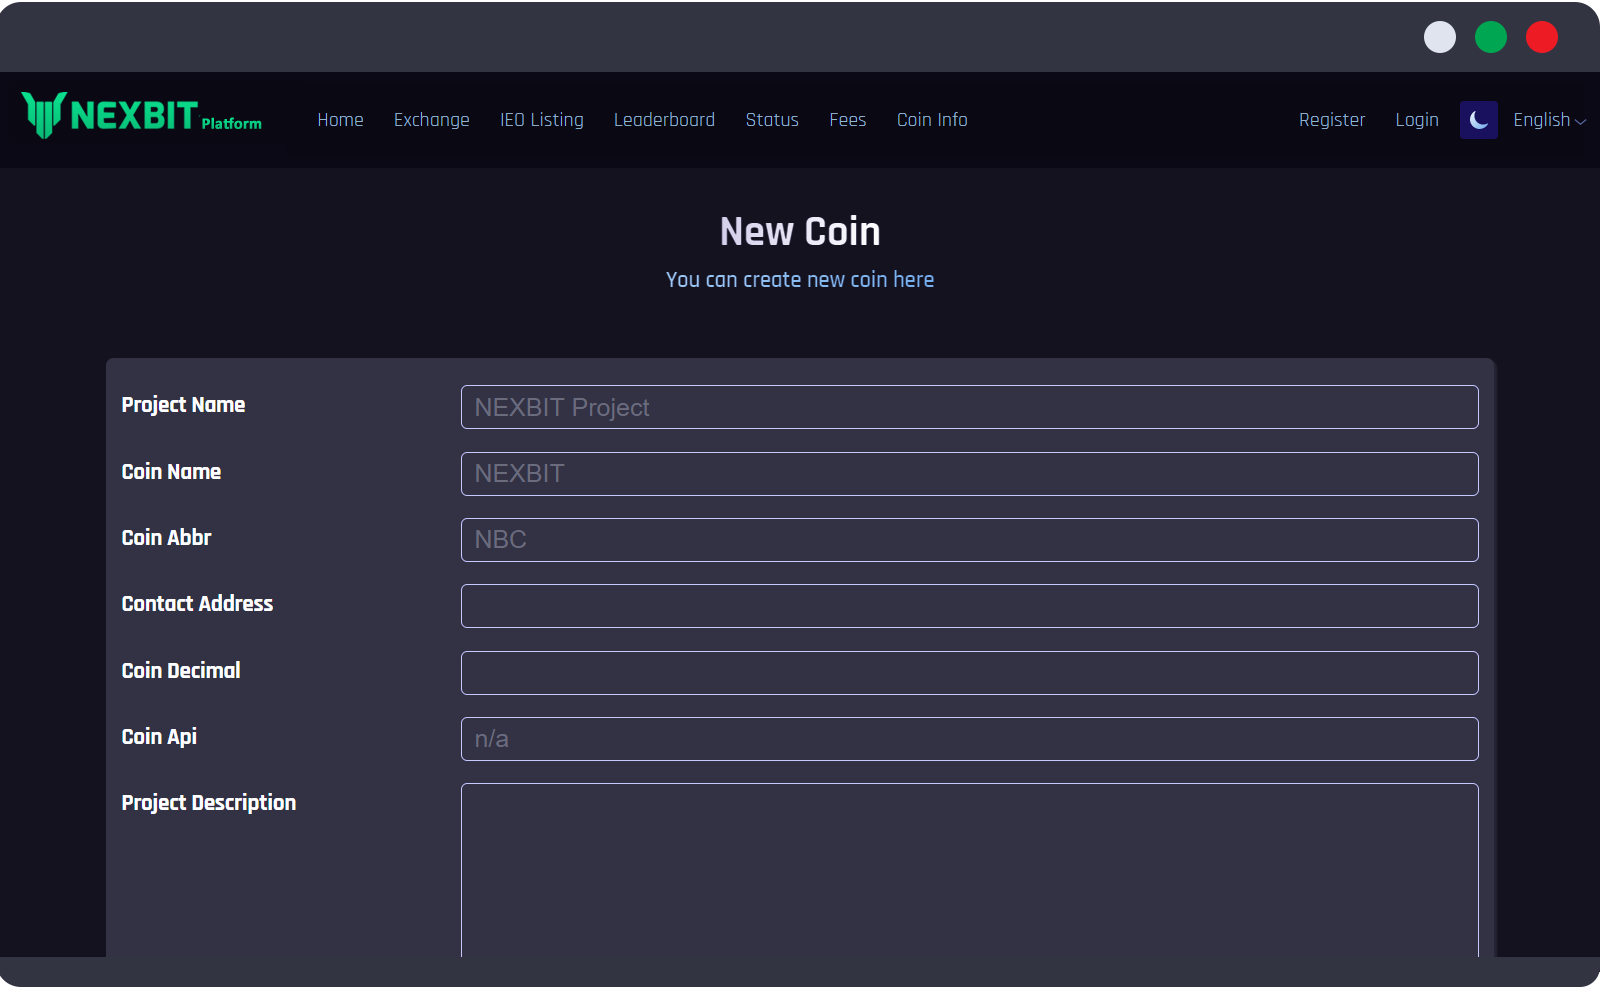 NEXBIT Platform
Home Exchange IEO Listing Leaderboard Status Fees Coin Info Register Login English
New Coin
You can create new coin here
Project Name NEXBIT Project
Coin Name NEXBIT
Coin Abbr NBC
Contact Address
Coin Decimal
Coin Api n/a
Project Description